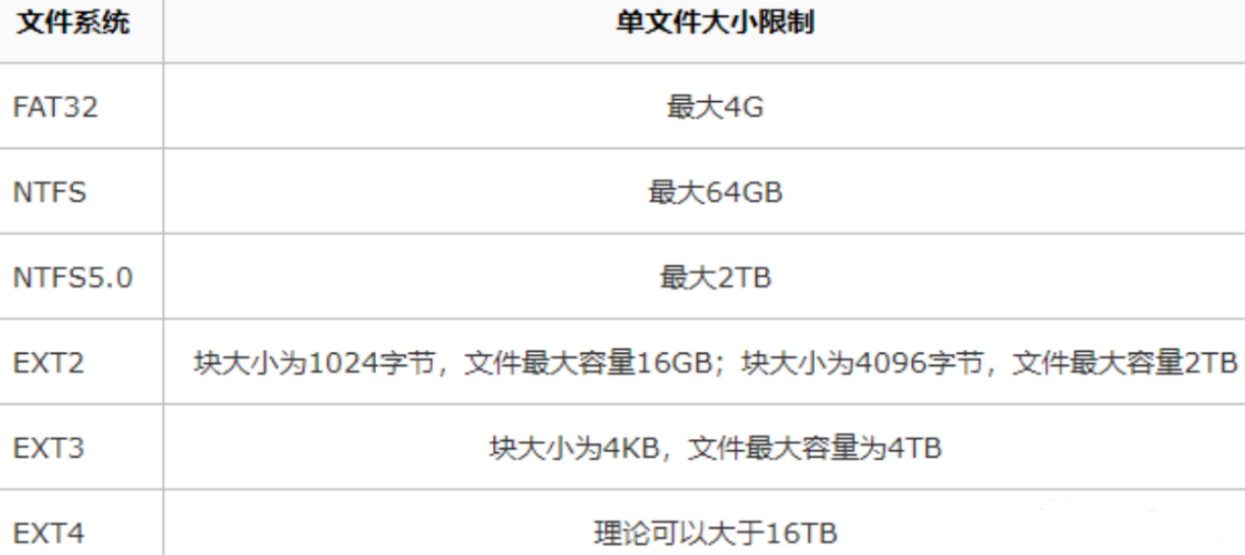 文件系统 单文件大小限制
FAT32 最大4G
NTFS 最大64GB
NTFS5.0 最大2TB
EXT2 块大小为1024字节，文件最大容量16GB；块大小为4096字节，文件最大容量2TB
EXT3 块大小为4KB，文件最大容量为4TB
EXT4 理论可以大于16TB